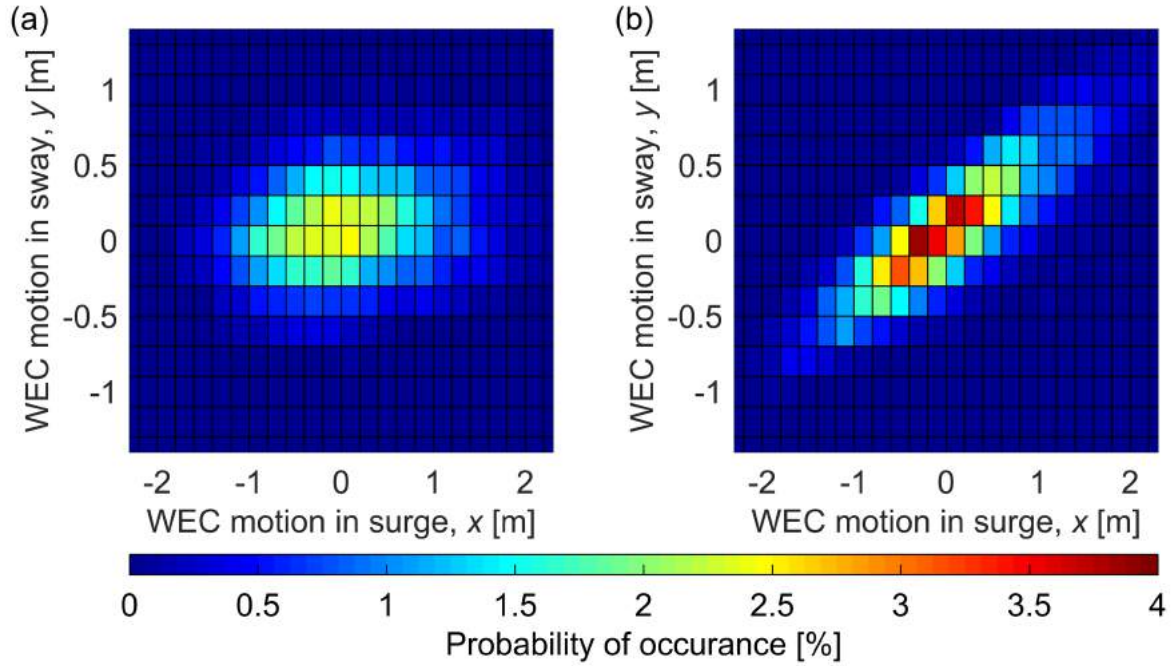 (a)
WEC motion in sway, y [m]
1
0.5
0
-0.5
-1
-2 -1 0 1 2
WEC motion in surge, x [m]
(b)
WEC motion in sway, y [m]
1
0.5
0
-0.5
-1
-2 -1 0 1 2
WEC motion in surge, x [m]
0 0.5 1 1.5 2 2.5 3 3.5 4
Probability of occurance [%]